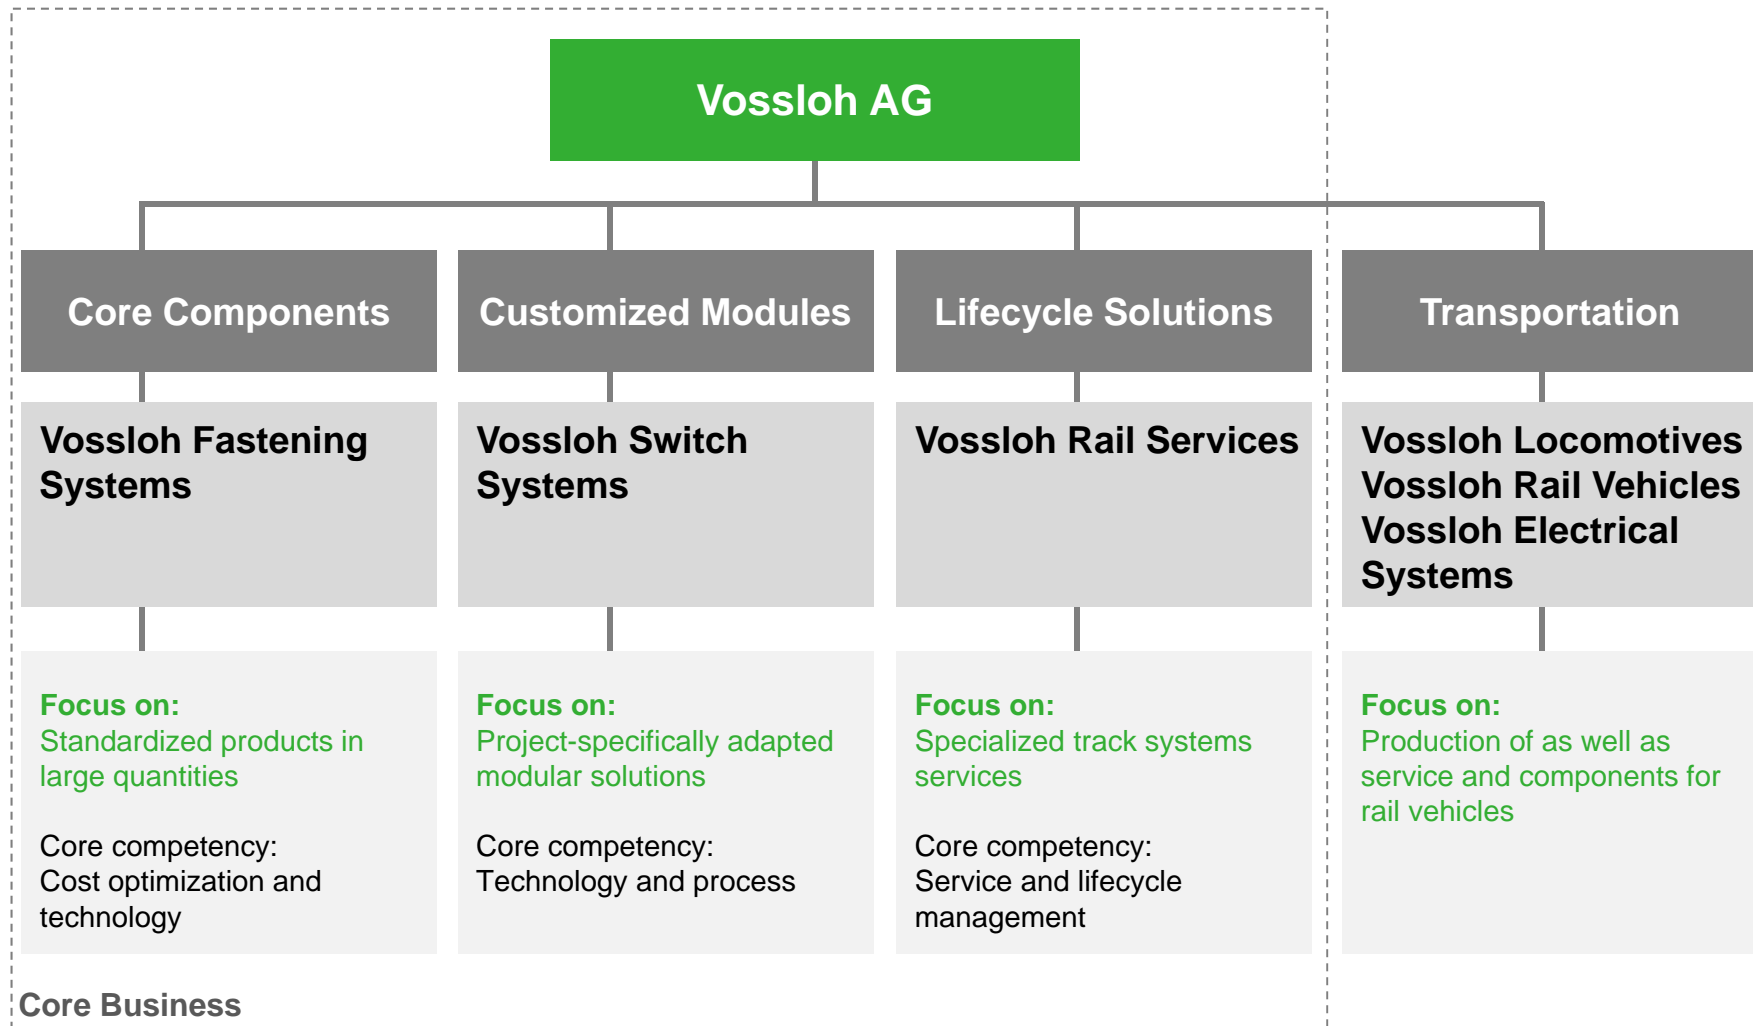 Vossloh AG
Core Components
Customized Modules
Lifecycle Solutions
Transportation
Vossloh Fastening
Systems
Vossloh Switch
Systems
Vossloh Rail Services
Vossloh Locomotives
Vossloh Rail Vehicles
Vossloh Electrical
Systems
Focus on:
Standardized products in
large quantities
Core competency:
Cost optimization and
technology
Focus on:
Project-specifically adapted
modular solutions
Core competency:
Technology and process
Focus on:
Specialized track systems
services
Core competency:
Service and lifecycle
management
Focus on:
Production of as well as
service and components for
rail vehicles
Core Business